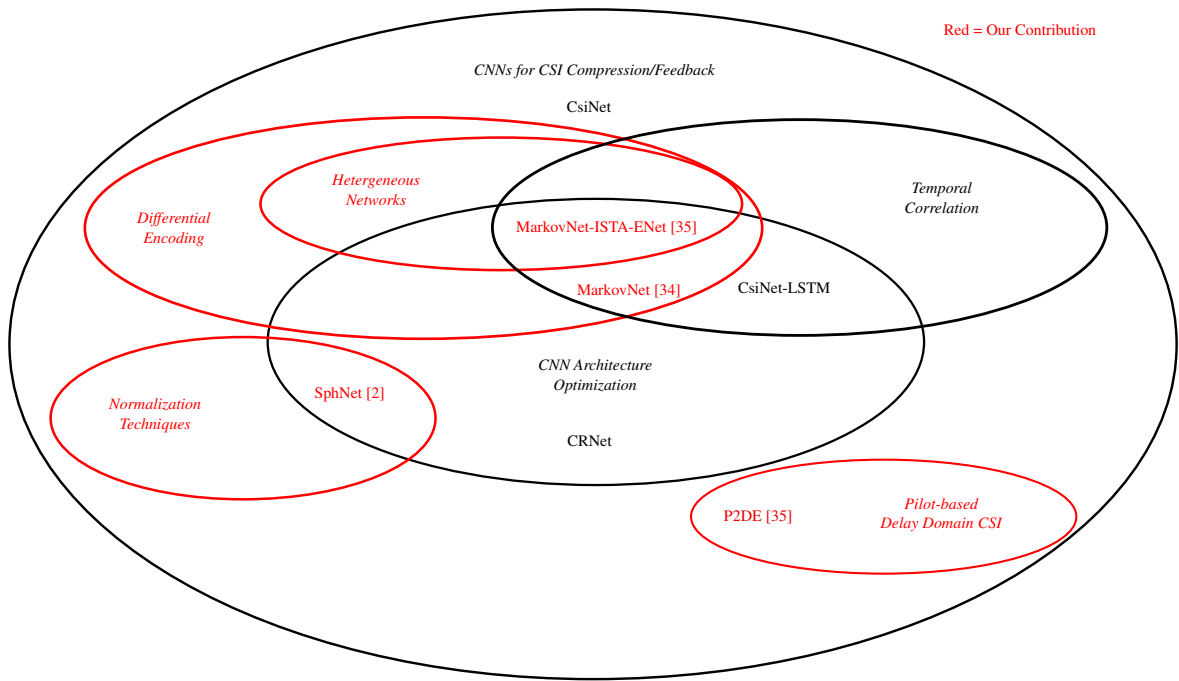 Red = Our Contribution
CNNs for CSI Compression/Feedback
CsiNet
Hetergeneous
Networks
Temporal
Correlation
Differential
Encoding
MarkovNet-ISTA-ENet [35]
MarkovNet [34]
CsiNet-LSTM
CNN Architecture
Optimization
SphNet [2]
Normalization
Techniques
CRNet
P2DE [35]
Pilot-based
Delay Domain CSI